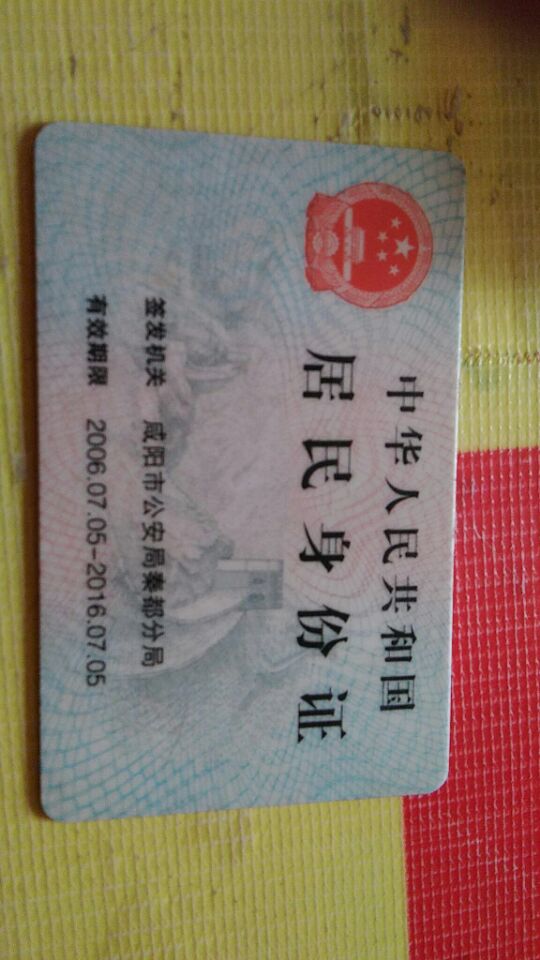 中华人民共和国
居民身份证
签发机关 咸阳市公安局秦都分局
有效期限 2006.07.05-2016.07.05